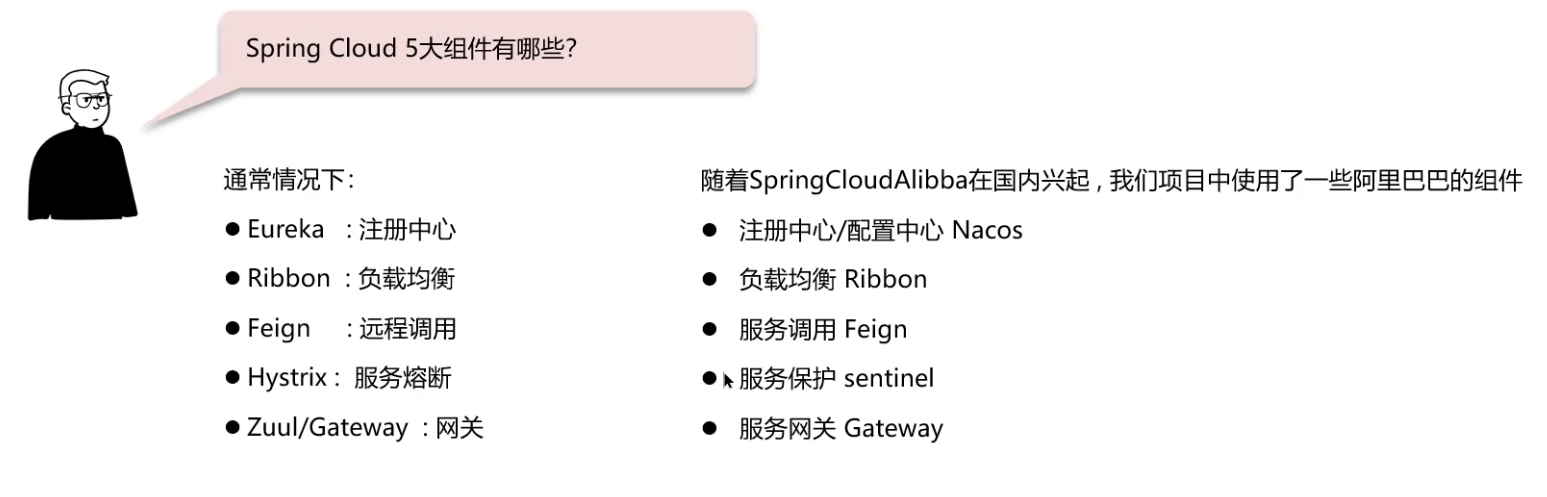 Spring Cloud 5大组件有哪些?
通常情况下:
● Eureka : 注册中心
● Ribbon : 负载均衡
● Feign : 远程调用
● Hystrix : 服务熔断
● Zuul/Gateway : 网关
随着SpringCloudAlibba在国内兴起 , 我们项目中使用了一些阿里巴巴的组件
● 注册中心/配置中心 Nacos
● 负载均衡 Ribbon
● 服务调用 Feign
● 服务保护 sentinel
● 服务网关 Gateway